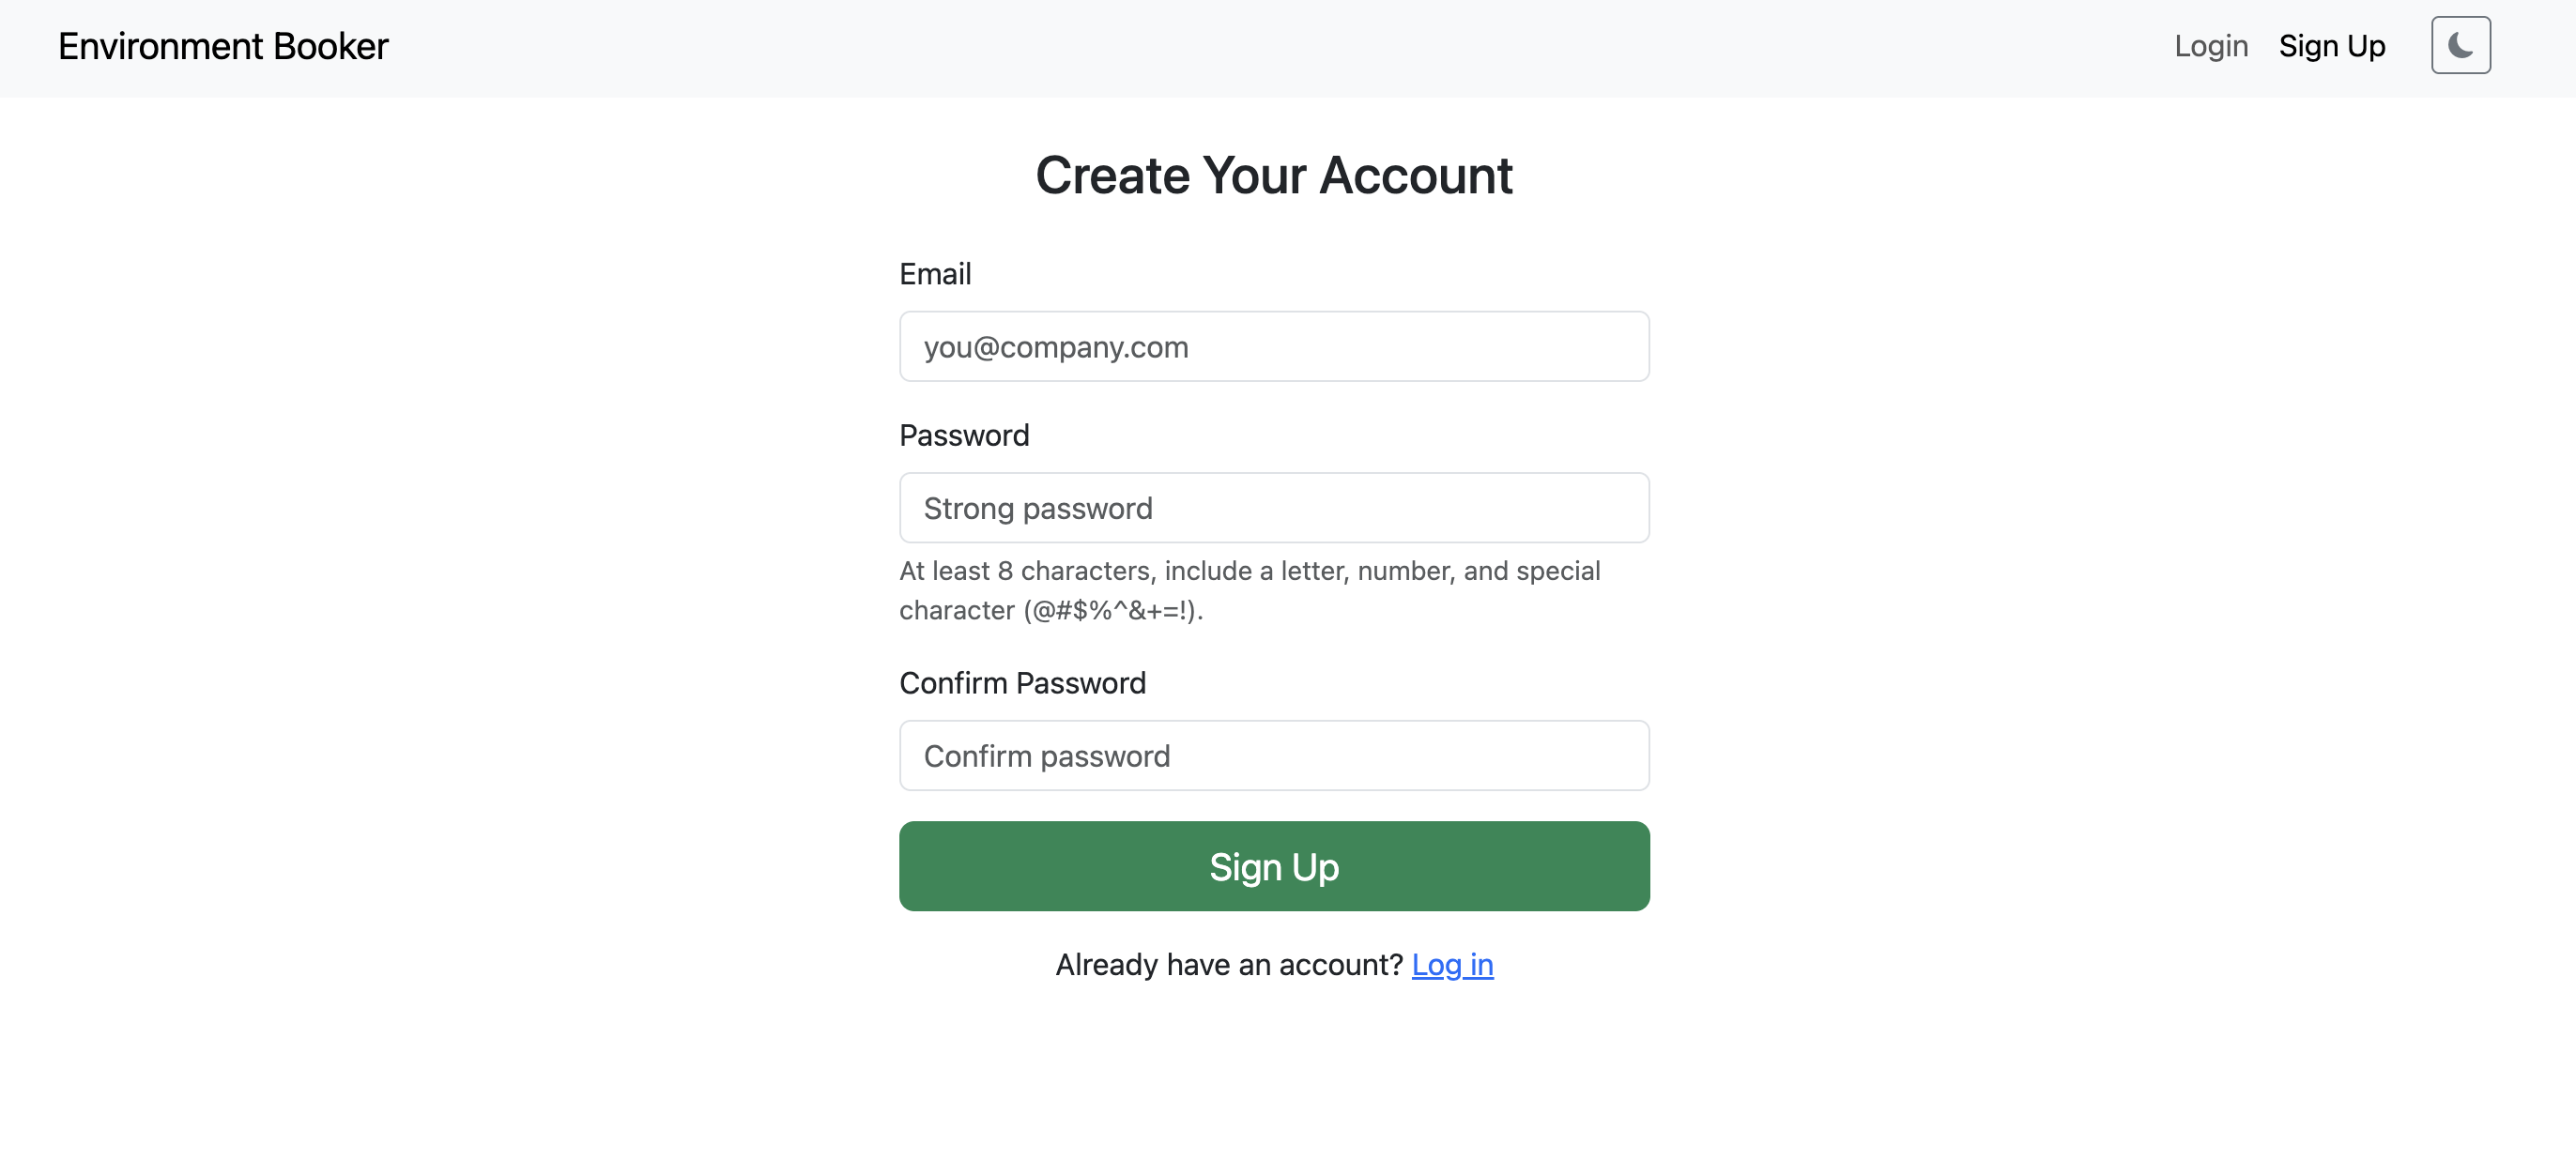 Environment Booker
Login
Sign Up
Create Your Account
Email
you@company.com
Password
Strong password
At least 8 characters, include a letter, number, and special
character (@#$%^&+=!).
Confirm Password
Confirm password
Sign Up
Already have an account? Log in